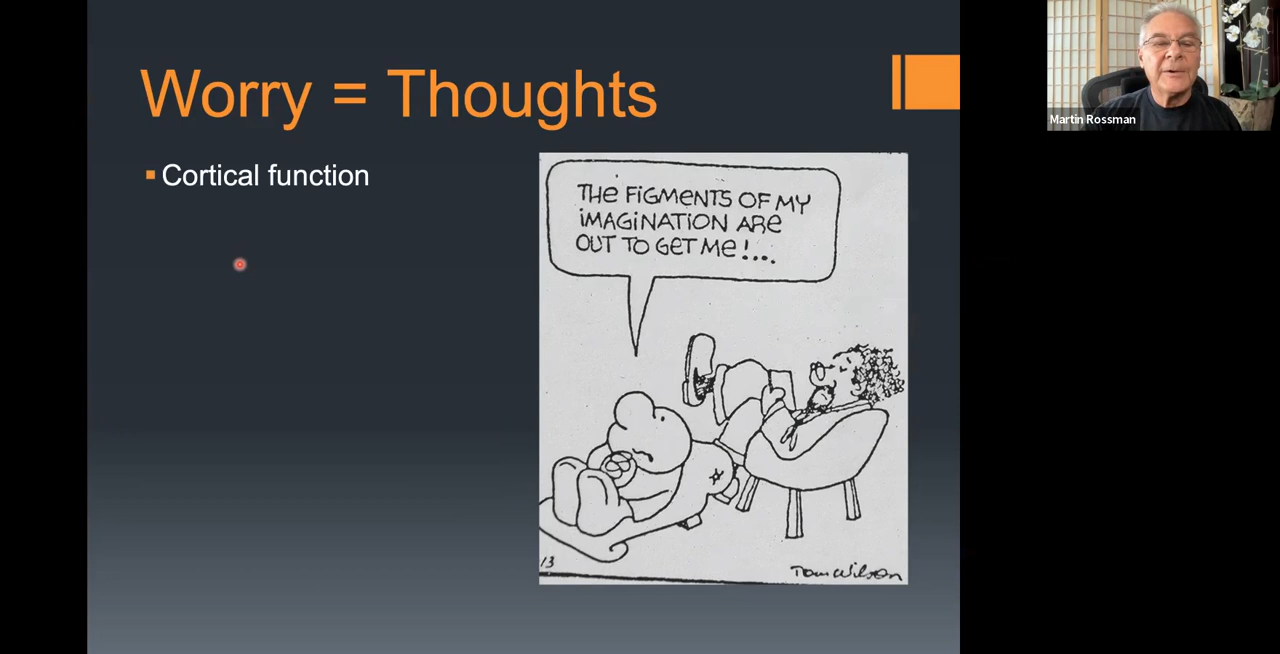 Worry = Thoughts
Cortical function
THE FIGMENTS OF MY
IMAGINATION ARE
OUT TO GET ME!....
13
Tom Wilson
Martin Rossman